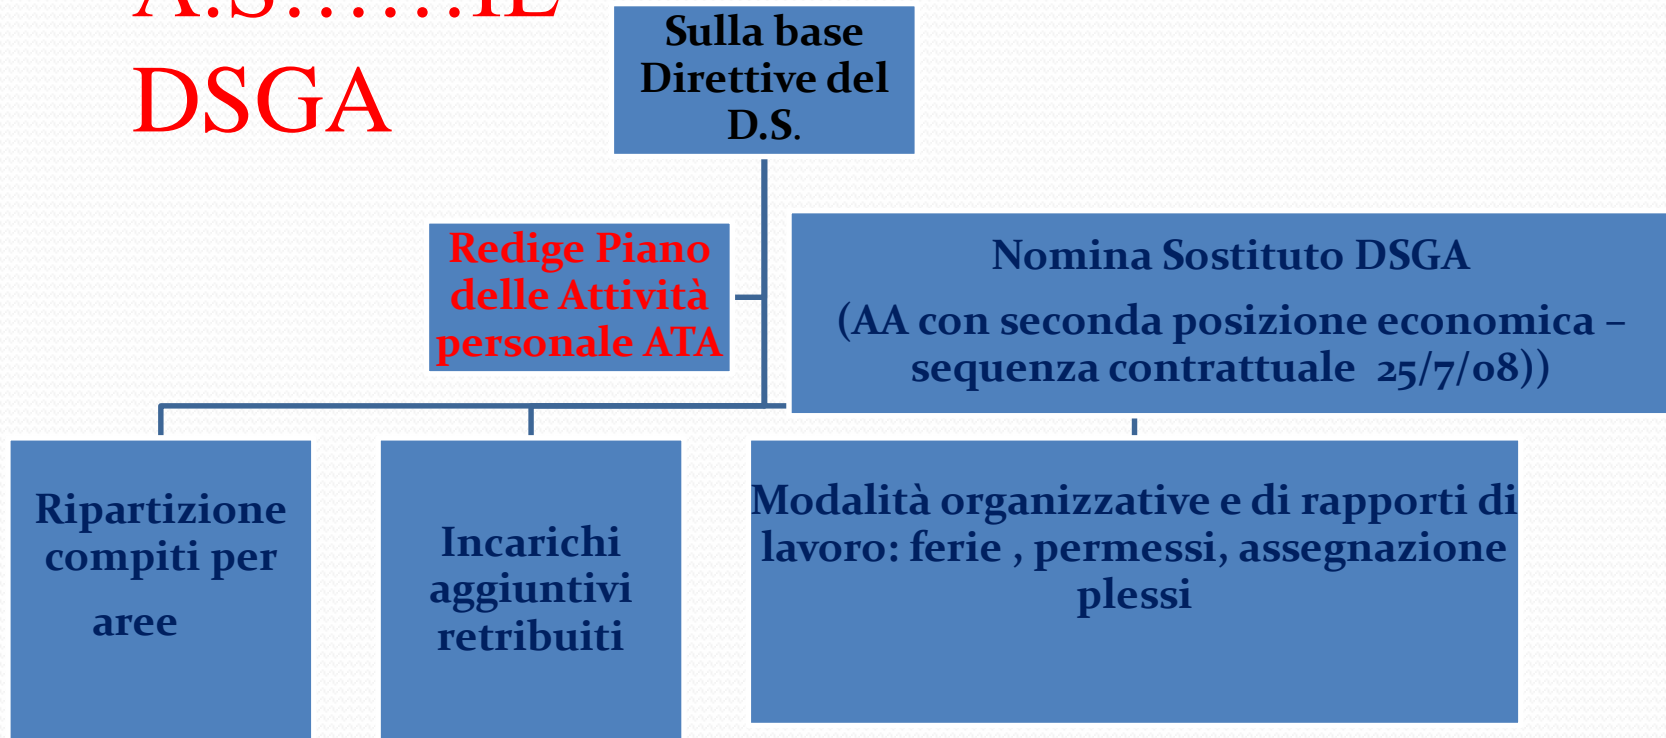 A.S……IL
DSGA
Sulla base
Direttive del
D.S.
Redige Piano
delle Attività
personale ATA
Nomina Sostituto DSGA
(AA con seconda posizione economica –
sequenza contrattuale 25/7/08))
Ripartizione
compiti per
aree
Incarichi
aggiuntivi
retribuiti
Modalità organizzative e di rapporti di
lavoro: ferie , permessi, assegnazione
plessi